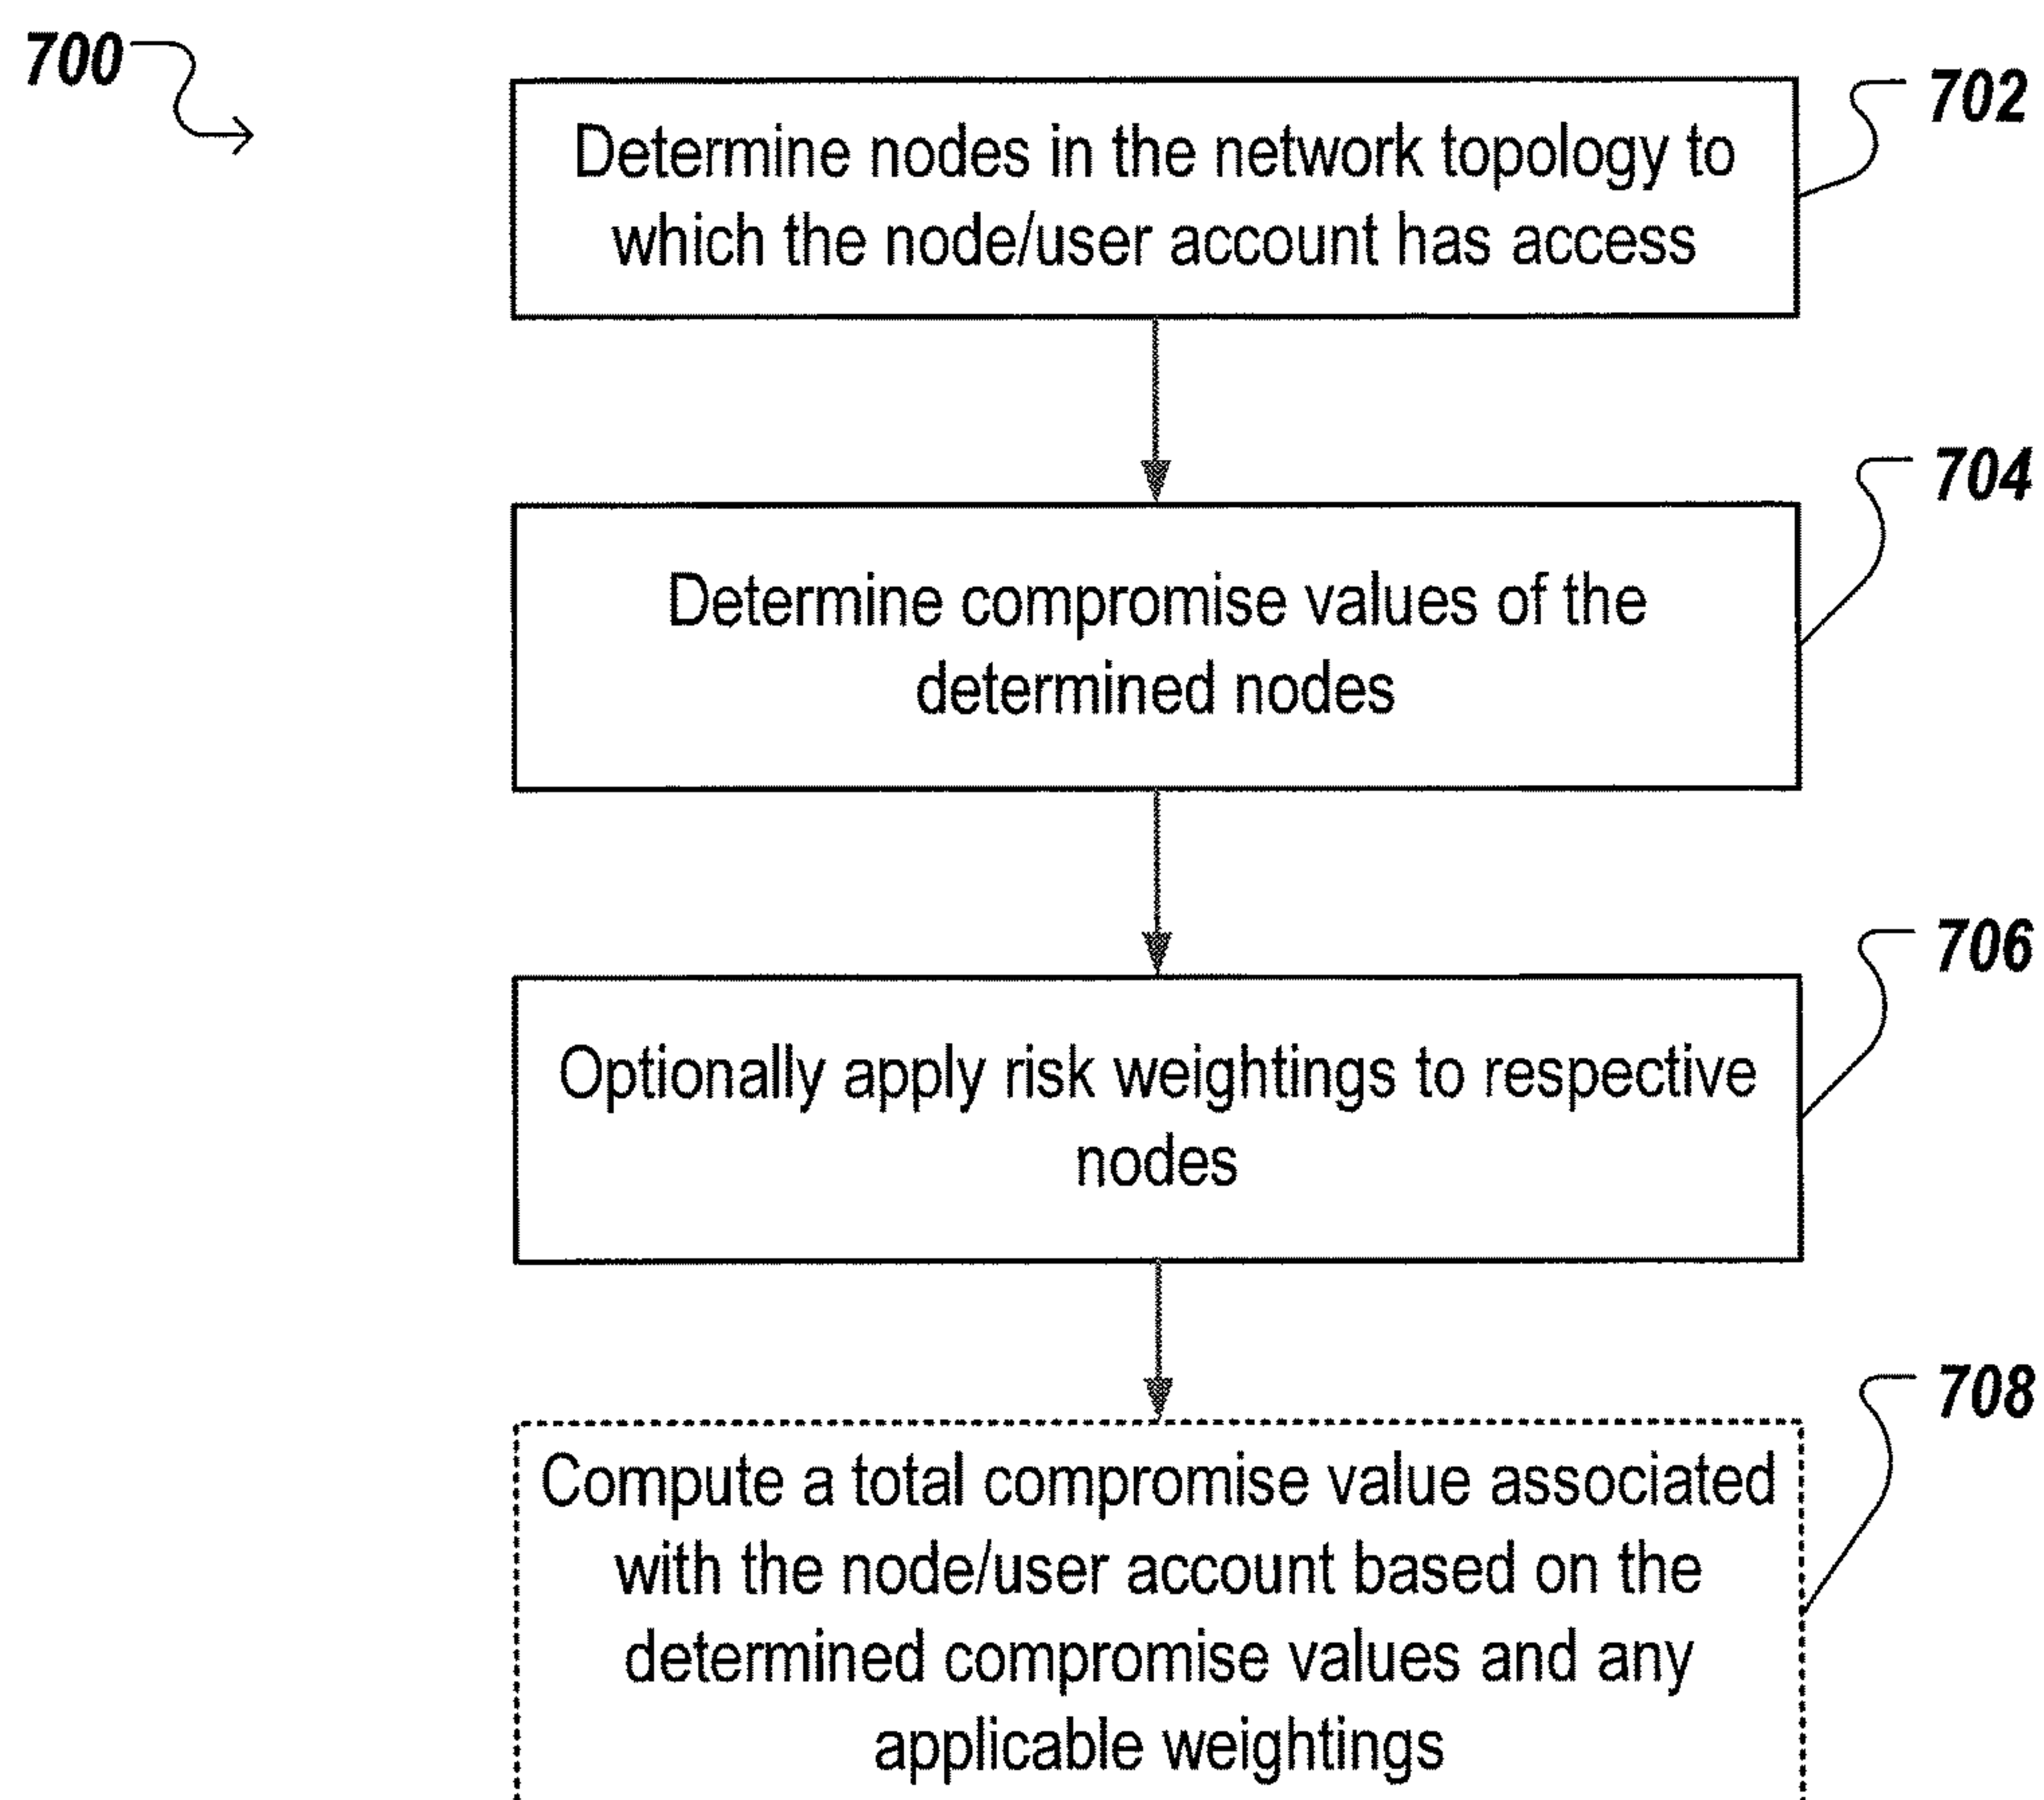 700
702
Determine nodes in the network topology to
which the node/user account has access
704
Determine compromise values of the
determined nodes
706
Optionally apply risk weightings to respective
nodes
708
Compute a total compromise value associated
with the node/user account based on the
determined compromise values and any
applicable weightings